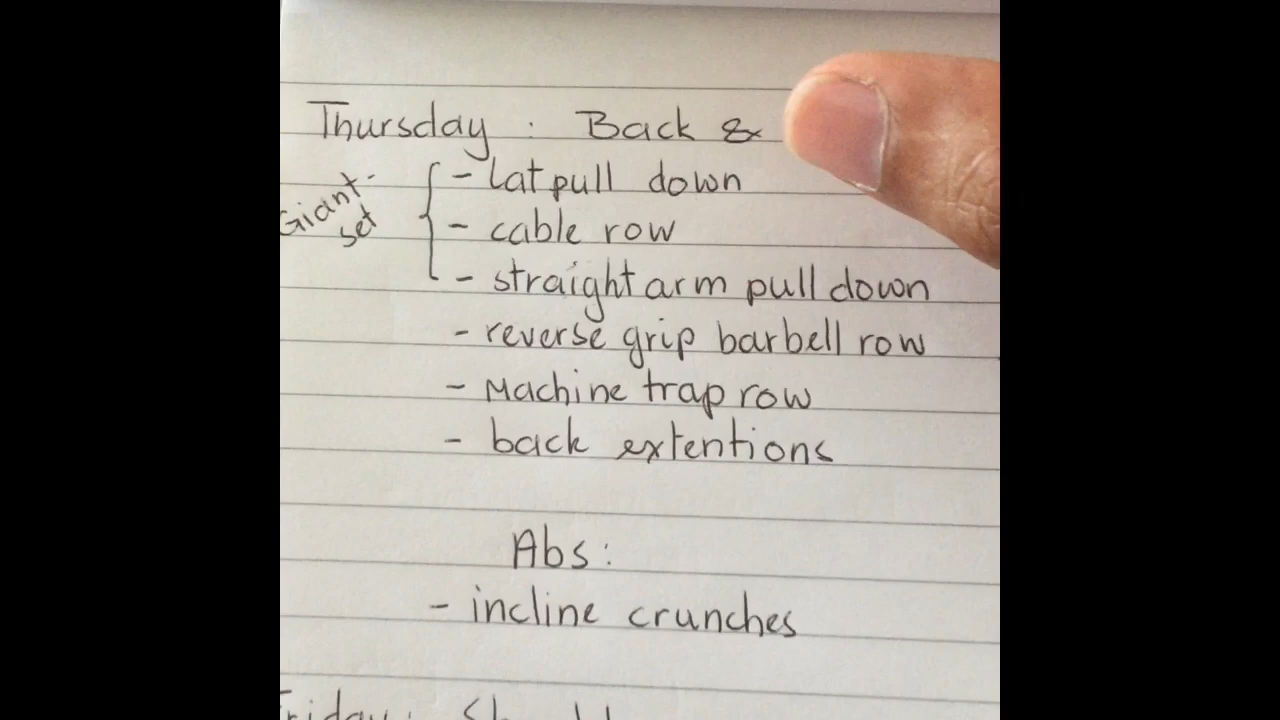 Thursday : Back &
Giant-
set
- Lat pull down
- cable row
- straight arm pull down
- reverse grip barbell row
- Machine trap row
- back extentions
Abs:
- incline crunches
Friday: